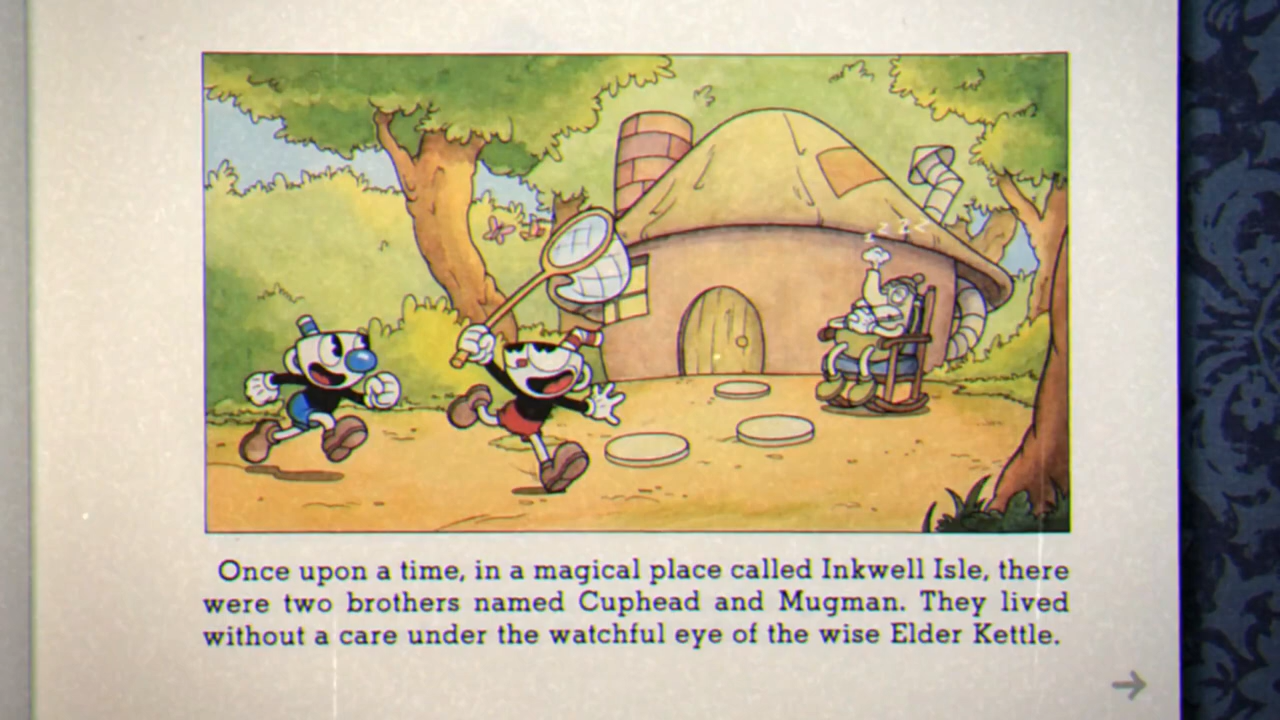 z z z z
Once upon a time, in a magical place called Inkwell Isle, there
were two brothers named Cuphead and Mugman. They lived
without a care under the watchful eye of the wise Elder Kettle.